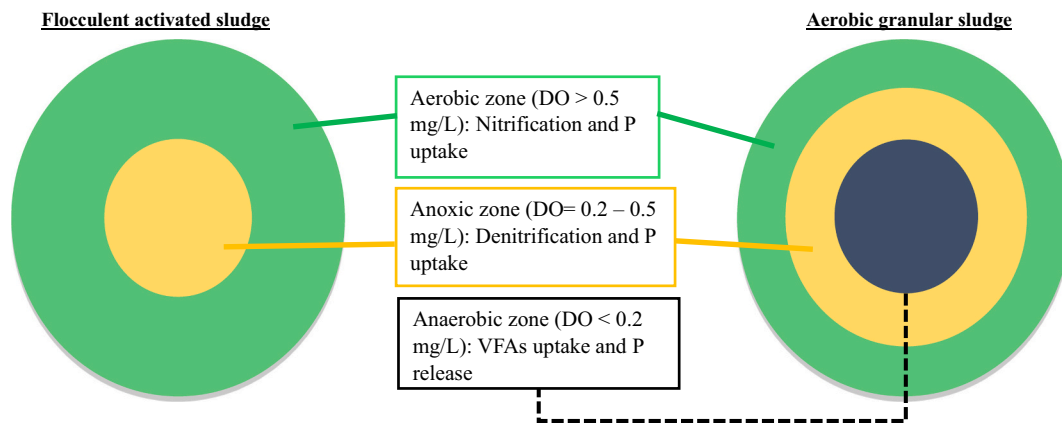 Flocculent activated sludge
Aerobic granular sludge
Aerobic zone (DO > 0.5
mg/L): Nitrification and P
uptake
Anoxic zone (DO= 0.2 – 0.5
mg/L): Denitrification and P
uptake
Anaerobic zone (DO < 0.2
mg/L): VFAs uptake and P
release